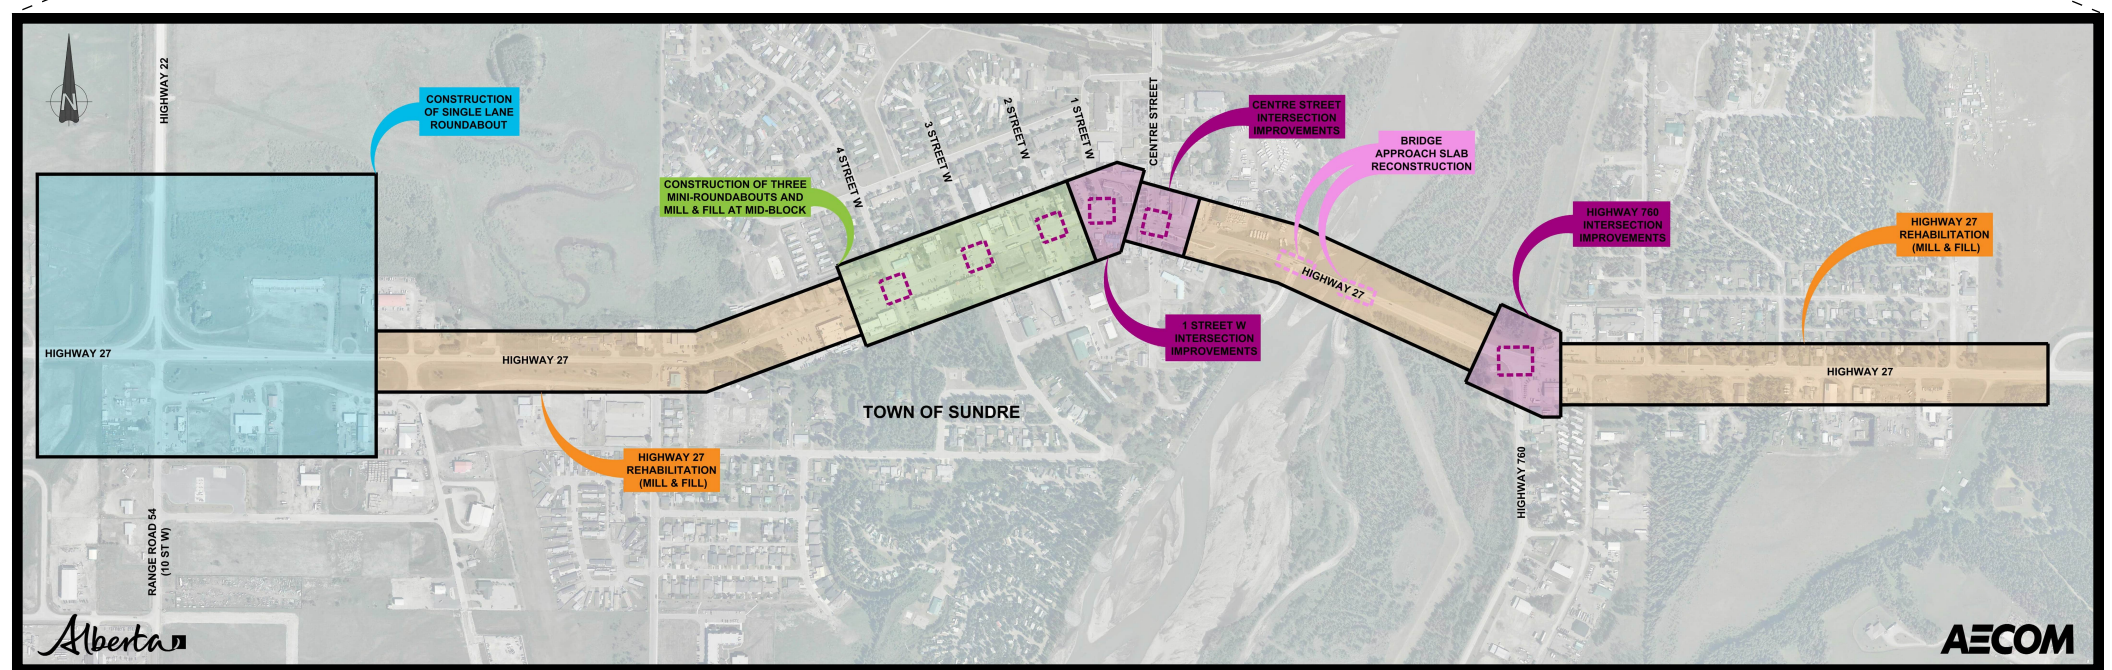 N
HIGHWAY 22
CONSTRUCTION
OF SINGLE LANE
ROUNDABOUT
CONSTRUCTION OF THREE
MINI-ROUNDABOUTS AND
MILL & FILL AT MID-BLOCK
4 STREET W
3 STREET W
2 STREET W
1 STREET W
CENTRE STREET
CENTRE STREET
INTERSECTION
IMPROVEMENTS
BRIDGE
APPROACH SLAB
RECONSTRUCTION
HIGHWAY 760
INTERSECTION
IMPROVEMENTS
HIGHWAY 27
REHABILITATION
(MILL & FILL)
HIGHWAY 27
HIGHWAY 27
HIGHWAY 27
HIGHWAY 27
1 STREET W
INTERSECTION
IMPROVEMENTS
TOWN OF SUNDRE
HIGHWAY 27
REHABILITATION
(MILL & FILL)
HIGHWAY 760
RANGE ROAD 54
(10 ST W)
Alberta
AECOM